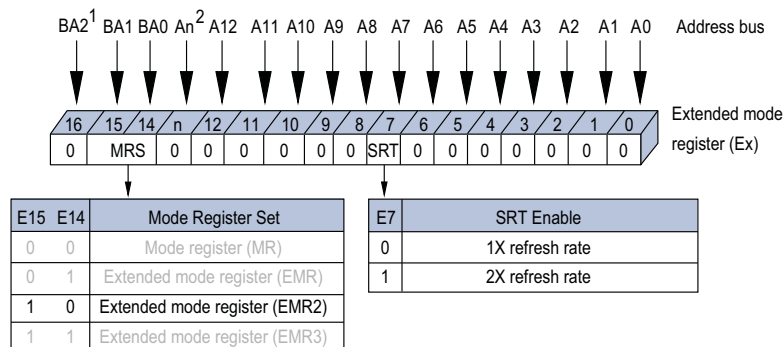 BA2¹ BA1 BA0 An² A12 A11 A10 A9 A8 A7 A6 A5 A4 A3 A2 A1 A0 Address bus
16 15 14 n 12 11 10 9 8 7 6 5 4 3 2 1 0 Extended mode
0 MRS 0 0 0 0 0 0 SRT 0 0 0 0 0 0 0 register (Ex)
E15 E14 Mode Register Set
0 0 Mode register (MR)
0 1 Extended mode register (EMR)
1 0 Extended mode register (EMR2)
1 1 Extended mode register (EMR3)
E7 SRT Enable
0 1X refresh rate
1 2X refresh rate